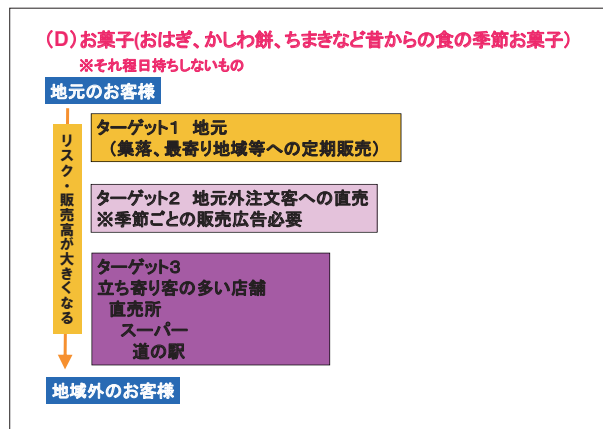 (D)お菓子(おはぎ、かしわ餅、ちまきなど昔からの食の季節お菓子)
※それ程日持ちしないもの
地元のお客様
リスク・販売高が大きくなる
ターゲット1 地元
(集落、最寄り地域等への定期販売)
ターゲット2 地元外注文客への直売
※季節ごとの販売広告必要
ターゲット3
立ち寄り客の多い店舗
直売所
スーパー
道の駅
地域外のお客様